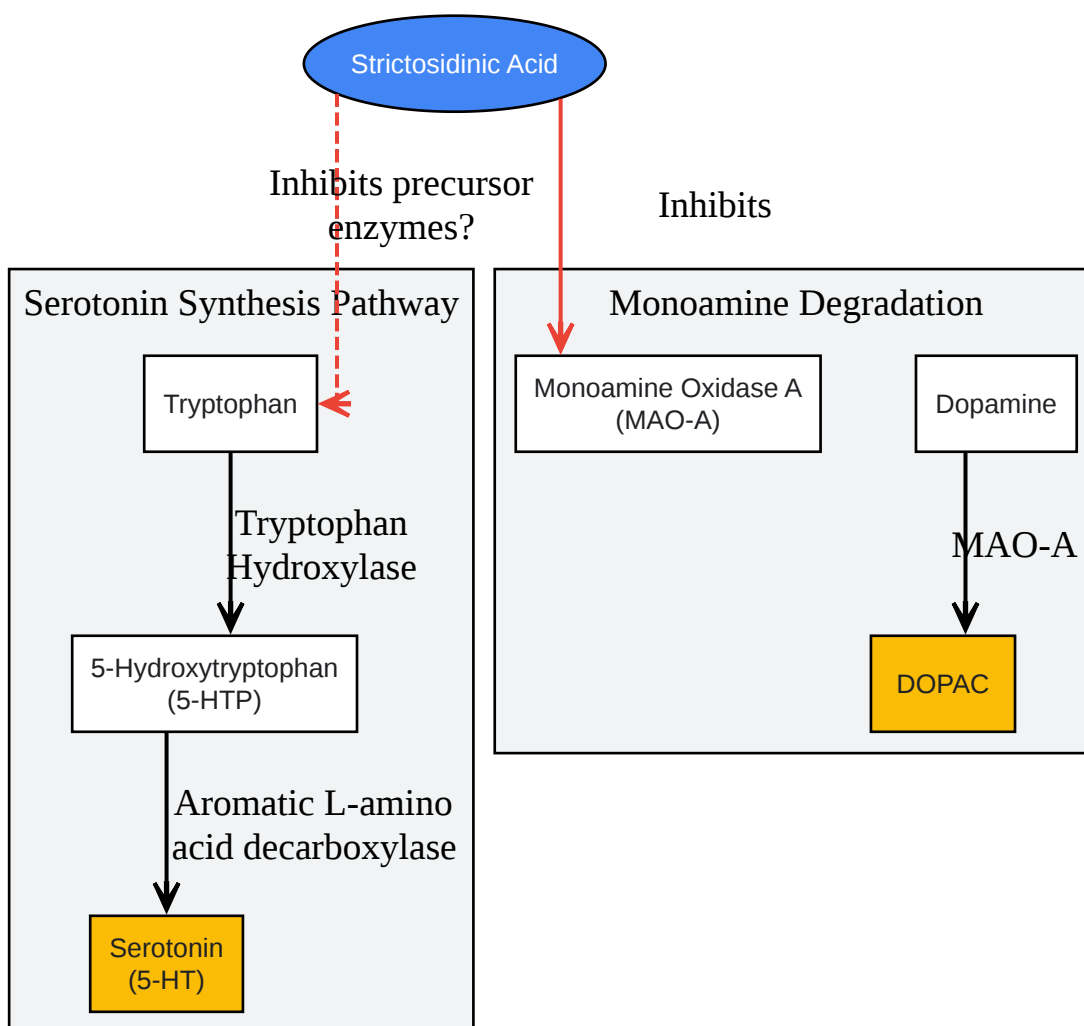 Strictosidinic Acid
Inhibits precursor
enzymes?
Inhibits
Serotonin Synthesis Pathway
Tryptophan
Tryptophan
Hydroxylase
5-Hydroxytryptophan
(5-HTP)
Aromatic L-amino
acid decarboxylase
Serotonin
(5-HT)
Monoamine Degradation
Monoamine Oxidase A
(MAO-A)
Dopamine
MAO-A
DOPAC